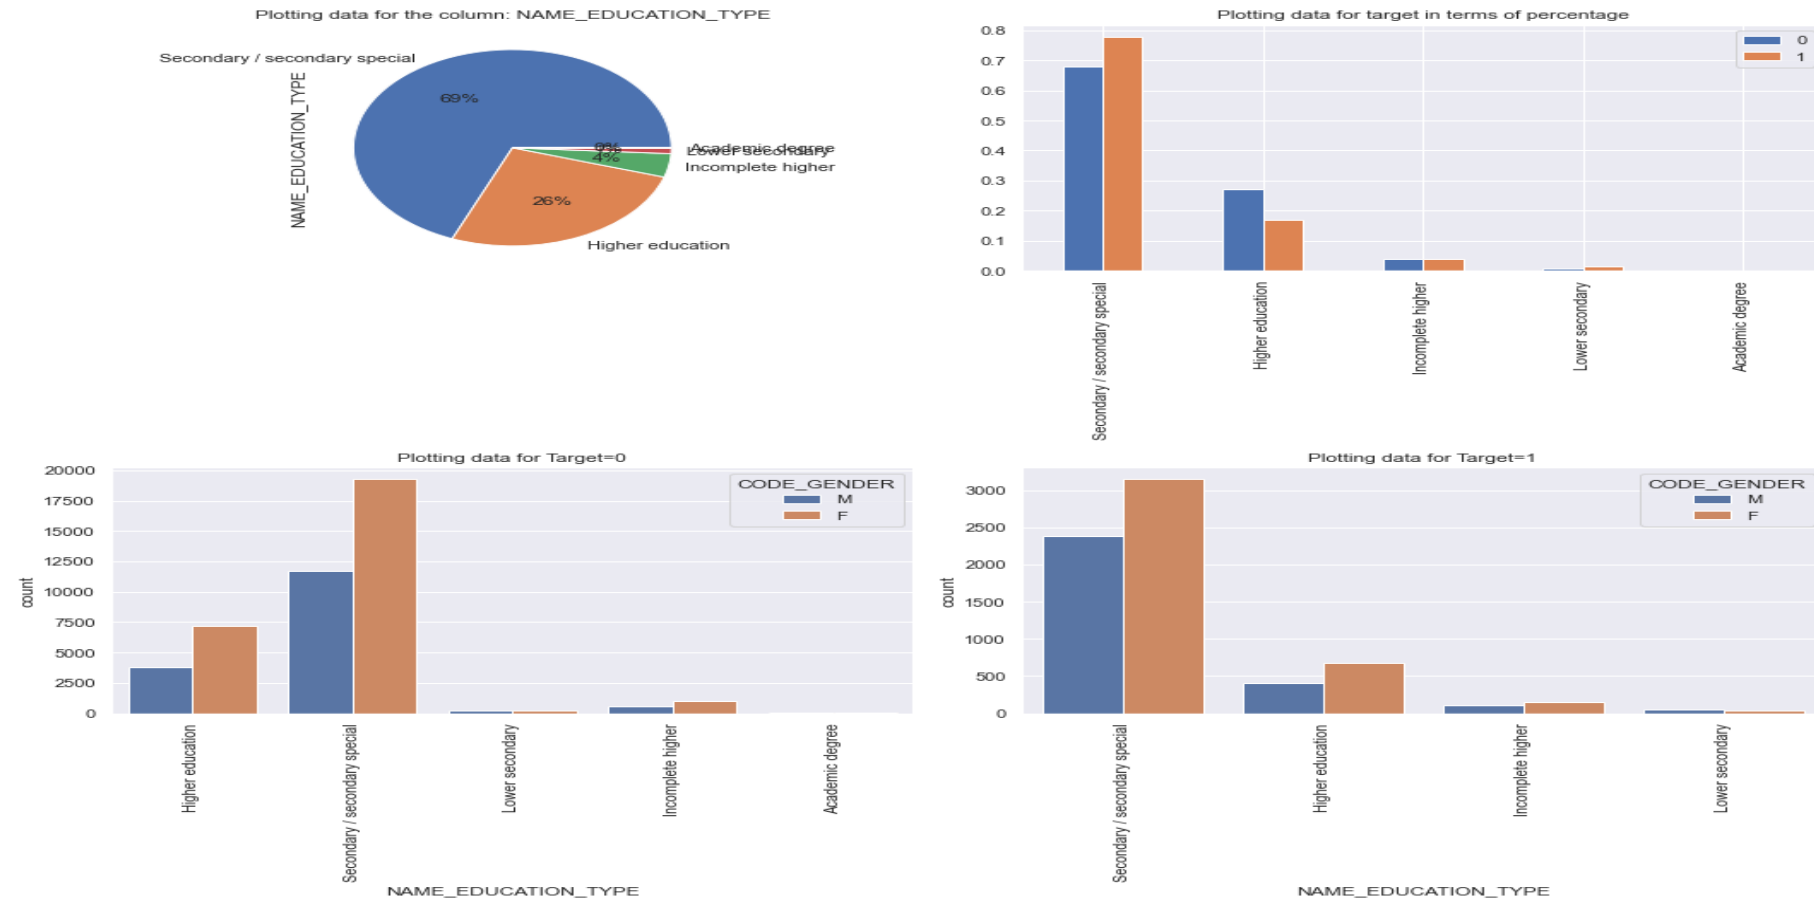 Plotting data for the column: NAME_EDUCATION_TYPE
Secondary / secondary special
NAME_EDUCATION_TYPE
69%
0%
1%
4%
26%
Academic degree
Lower secondary
Incomplete higher
Higher education
Plotting data for target in terms of percentage
0.8
0.7
0.6
0.5
0.4
0.3
0.2
0.1
0.0
0
1
Secondary / secondary special
Higher education
Incomplete higher
Lower secondary
Academic degree
Plotting data for Target=0
20000
17500
15000
12500
10000
7500
5000
2500
0
count
CODE_GENDER
M
F
Higher education
Secondary / secondary special
Lower secondary
Incomplete higher
Academic degree
NAME_EDUCATION_TYPE
Plotting data for Target=1
3000
2500
2000
1500
1000
500
0
count
CODE_GENDER
M
F
Secondary / secondary special
Higher education
Incomplete higher
Lower secondary
NAME_EDUCATION_TYPE